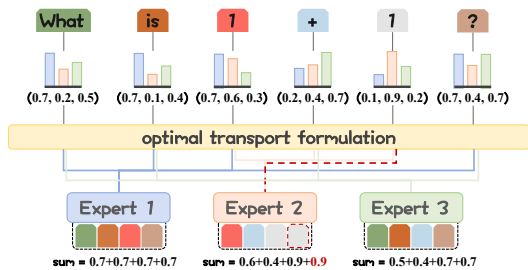 What is 1 + 1 ?
(0.7, 0.2, 0.5) (0.7, 0.1, 0.4) (0.7, 0.6, 0.3) (0.2, 0.4, 0.7) (0.1, 0.9, 0.2) (0.7, 0.4, 0.7)
optimal transport formulation
Expert 1 Expert 2 Expert 3
sum = 0.7+0.7+0.7+0.7 sum = 0.6+0.4+0.9+0.9 sum = 0.5+0.4+0.7+0.7